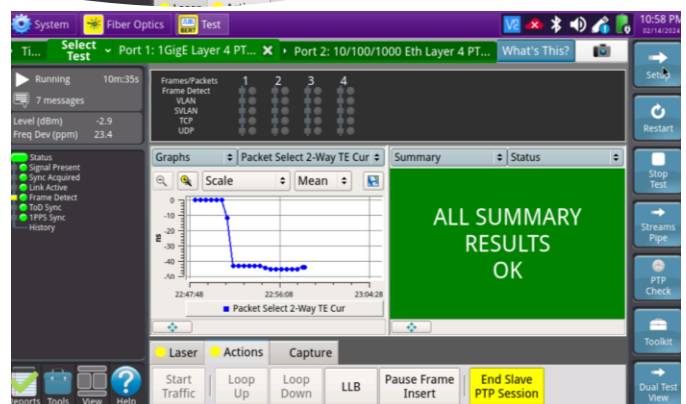 Laser Actions
System Fiber Optics BERT Test V2 10:58 PM
02/14/2024
Ti... Select Test Port 1: 1GigE Layer 4 PT... Port 2: 10/100/1000 Eth Layer 4 PT... What's This?
Running 10m:35s
7 messages
Level (dBm) -2.9
Freq Dev (ppm) 23.4
Status
Signal Present
Sync Acquired
Link Active
Frame Detect
ToD Sync
1PPS Sync
History
Frames/Packets 1 2 3 4
Frame Detect
VLAN
SVLAN
TCP
UDP
Graphs Packet Select 2-Way TE Cur
Scale Mean
0
-10
-20
-30
-40
-50
ns
22:47:48 22:56:08 23:04:28
Packet Select 2-Way TE Cur
Summary Status
ALL SUMMARY
RESULTS
OK
Laser Actions Capture
Start Traffic
Loop Up
Loop Down
LLB
Pause Frame Insert
End Slave PTP Session
Setup
Restart
Stop Test
Streams Pipe
PTP Check
Toolkit
Dual Test View
Reports Tools View Help